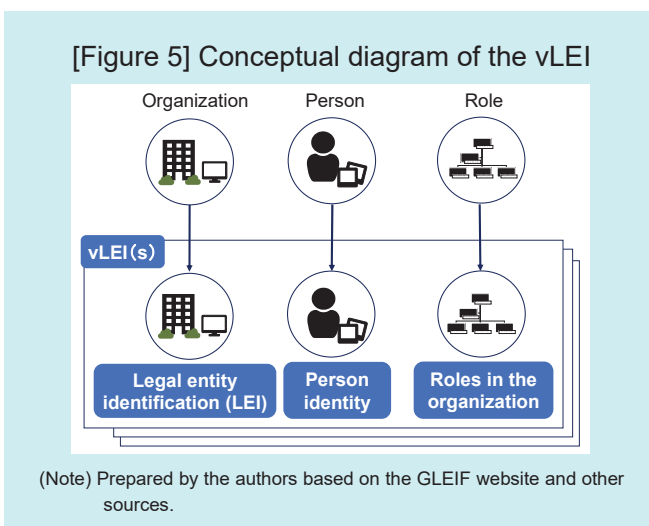 [Figure 5] Conceptual diagram of the vLEI
Organization
Person
Role
vLEI(s)
Legal entity
identification (LEI)
Person
identity
Roles in the
organization
(Note) Prepared by the authors based on the GLEIF website and other
sources.